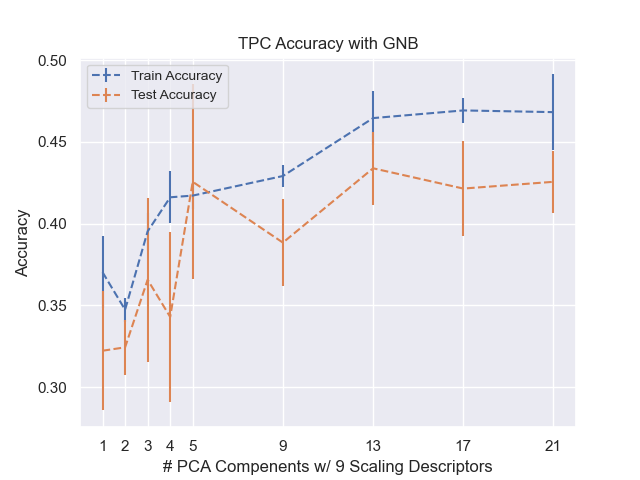 TPC Accuracy with GNB
0.50
0.45
0.40
0.35
0.30
Accuracy
Train Accuracy
Test Accuracy
1 2 3 4 5 9 13 17 21
# PCA Compenents w/ 9 Scaling Descriptors